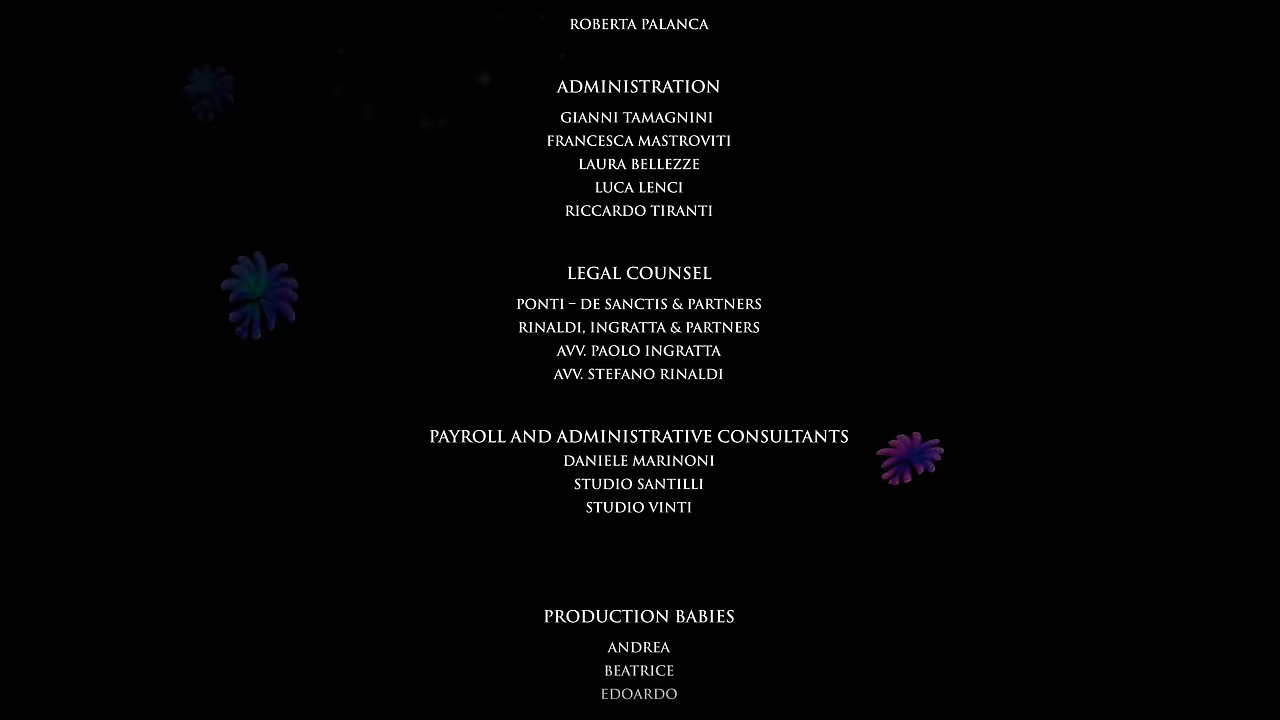 ROBERTA PALANCA
ADMINISTRATION
GIANNI TAMAGNINI
FRANCESCA MASTROVITI
LAURA BELLEZZE
LUCA LENCI
RICCARDO TIRANTI
LEGAL COUNSEL
PONTI – DE SANCTIS & PARTNERS
RINALDI, INGRATTA & PARTNERS
AVV. PAOLO INGRATTA
AVV. STEFANO RINALDI
PAYROLL AND ADMINISTRATIVE CONSULTANTS
DANIELE MARINONI
STUDIO SANTILLI
STUDIO VINTI
PRODUCTION BABIES
ANDREA
BEATRICE
EDOARDO